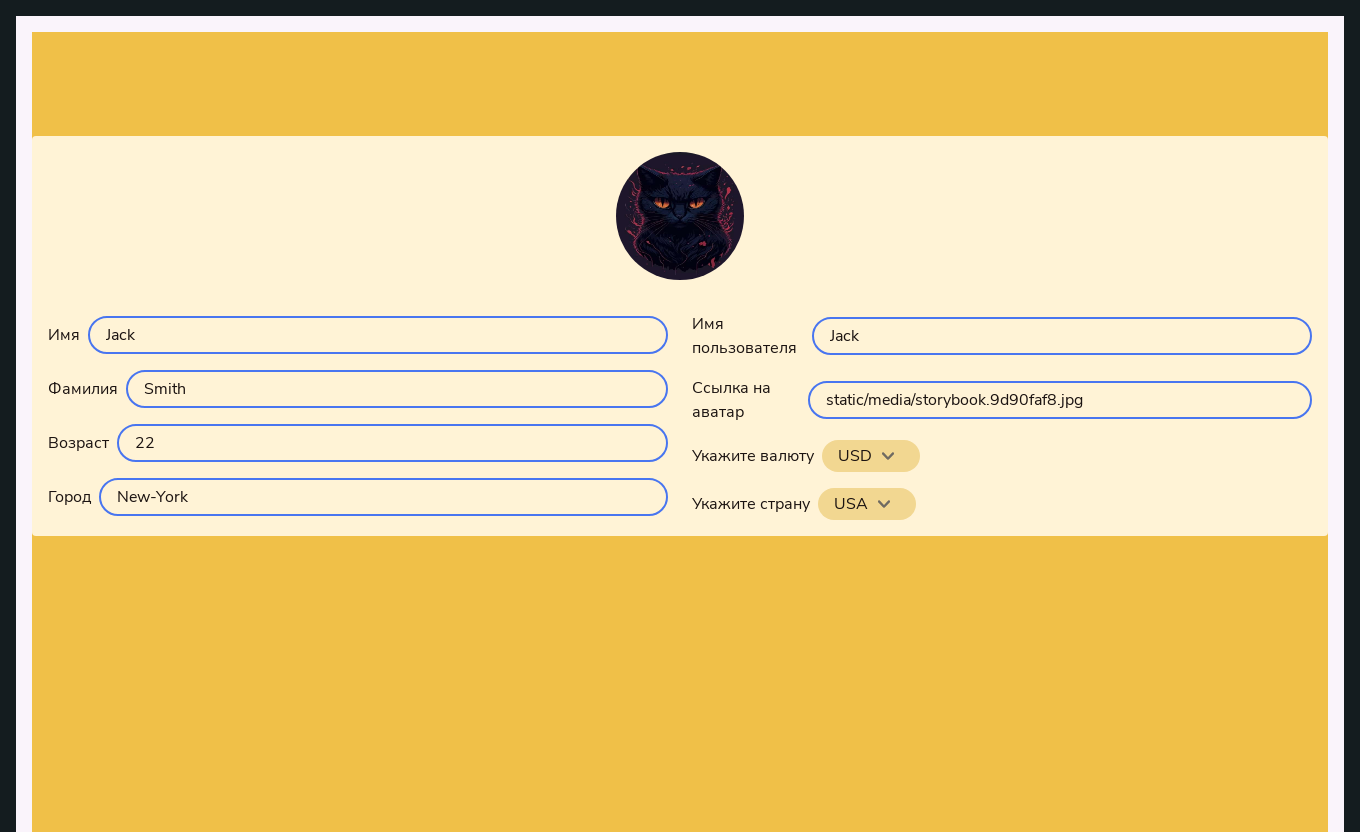 Имя
Jack
Фамилия
Smith
Возраст
22
Город
New-York
Имя
пользователя
Jack
Ссылка на
аватар
static/media/storybook.9d90faf8.jpg
Укажите валюту
USD
Укажите страну
USA